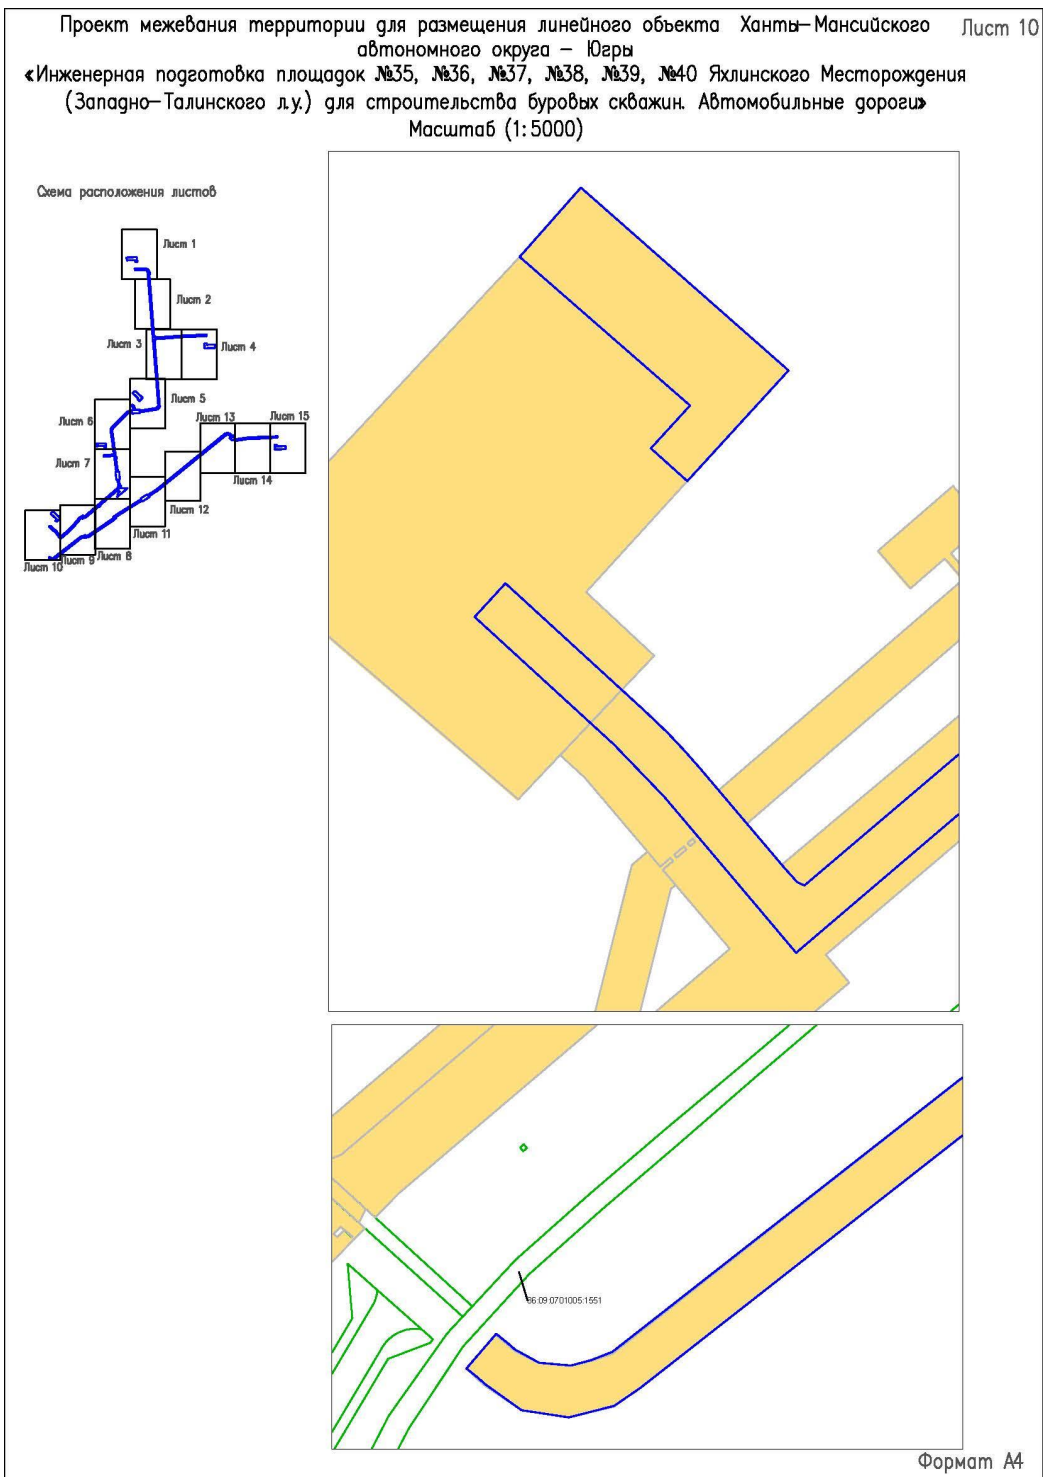 Проект межевания территории для размещения линейного объекта Ханты-Мансийского
Лист 10
автономного округа - Югры
«Инженерная подготовка площадок №35, №36, №37, №38, №39, №40 Яхлинского Месторождения
(Западно-Талинского л.у.) для строительства буровых скважин. Автомобильные дороги»
Масштаб (1:5000)
Схема расположения листов
Лист 1
Лист 2
Лист 3
Лист 4
Лист 5
Лист 6
Лист 13
Лист 15
Лист 7
Лист 14
Лист 12
Лист 11
Лист 8
Лист 9
Лист 10
86:09:0701005:1551
Формат А4